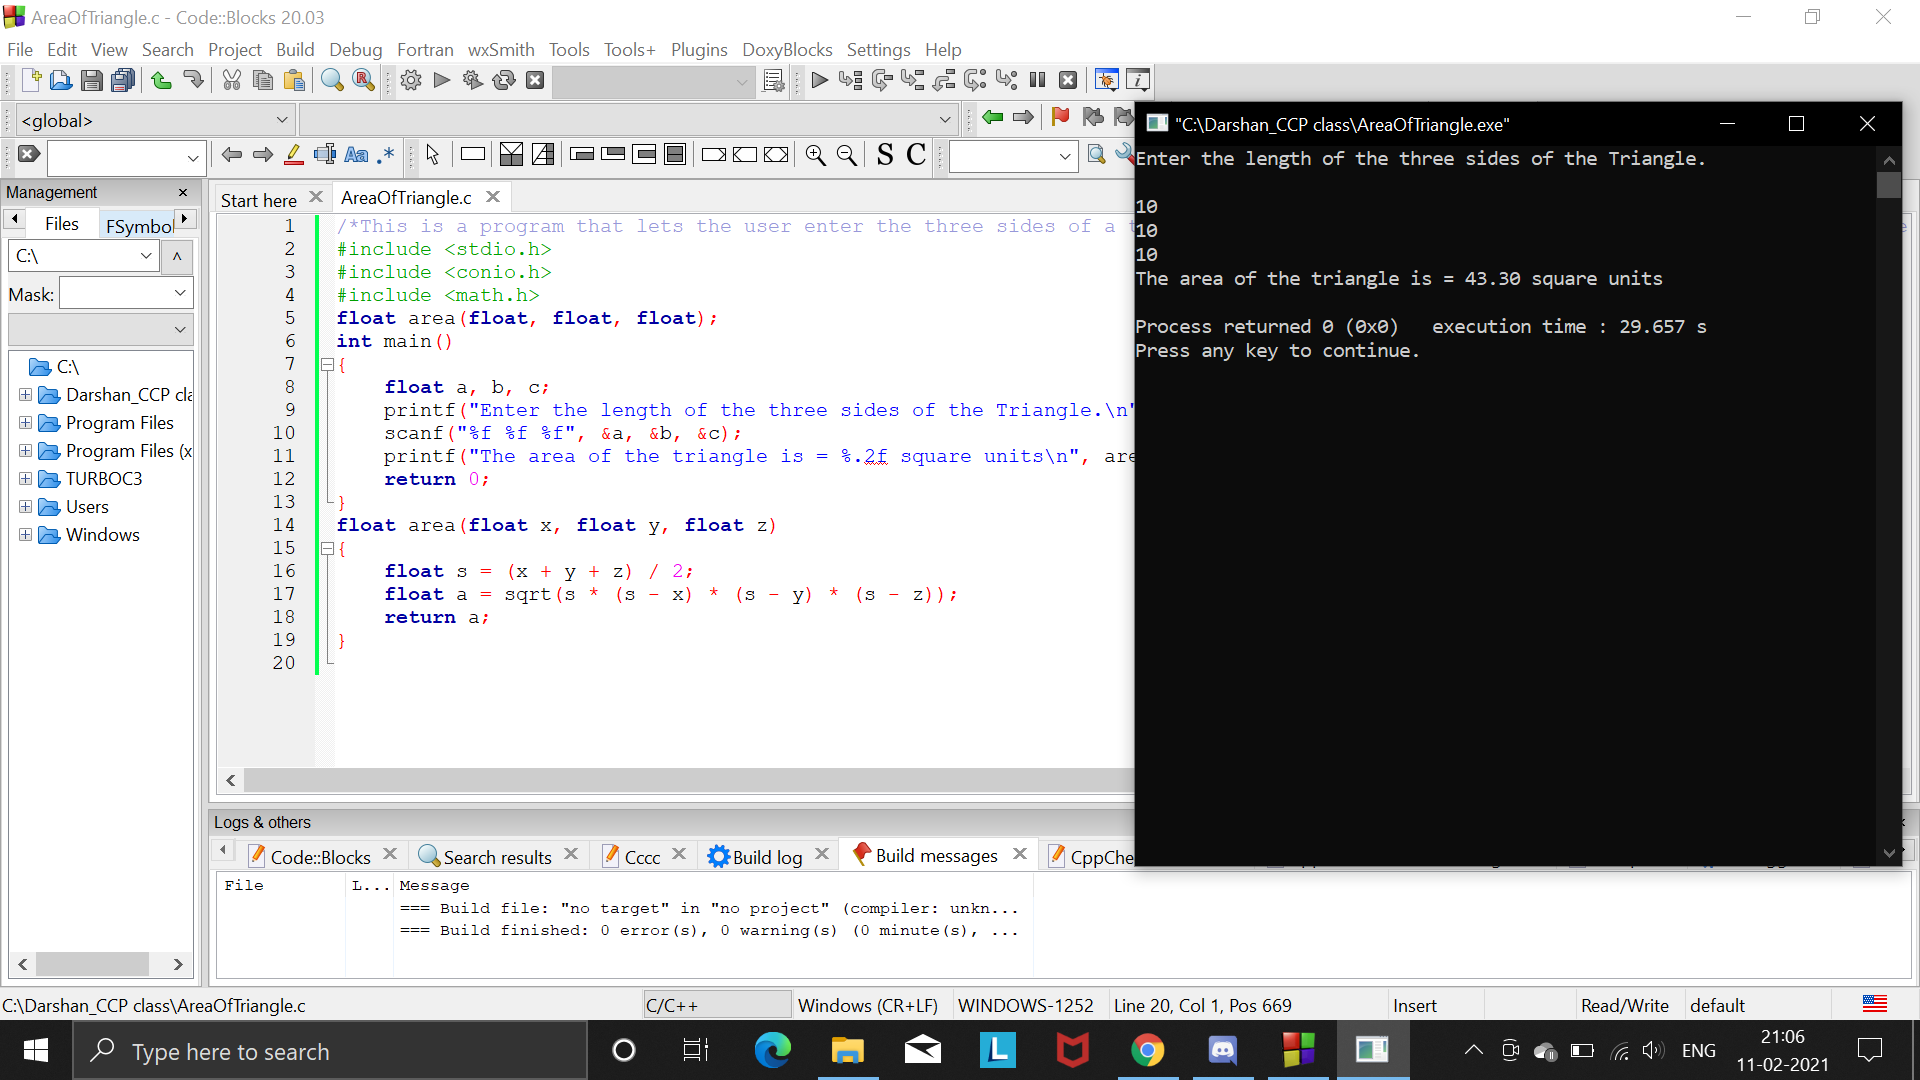 AreaOfTriangle.c - Code::Blocks 20.03
File Edit View Search Project Build Debug Fortran wxSmith Tools Tools+ Plugins DoxyBlocks Settings Help
<global>
Aa .* S C
Management
Files FSymbol
C:\
Mask:
C:\
Darshan_CCP cla
Program Files
Program Files (x
TURBOC3
Users
Windows
Start here AreaOfTriangle.c
1 /*This is a program that lets the user enter the three sides of a t
2 #include <stdio.h>
3 #include <conio.h>
4 #include <math.h>
5 float area(float, float, float);
6 int main()
7 {
8 float a, b, c;
9 printf("Enter the length of the three sides of the Triangle.\n"
10 scanf("%f %f %f", &a, &b, &c);
11 printf("The area of the triangle is = %.2f square units\n", are
12 return 0;
13 }
14 float area(float x, float y, float z)
15 {
16 float s = (x + y + z) / 2;
17 float a = sqrt(s * (s - x) * (s - y) * (s - z));
18 return a;
19 }
20
"C:\Darshan_CCP class\AreaOfTriangle.exe"
Enter the length of the three sides of the Triangle.
10
10
10
The area of the triangle is = 43.30 square units
Process returned 0 (0x0) execution time : 29.657 s
Press any key to continue.
Logs & others
Code::Blocks Search results Cccc Build log Build messages CppChe
File L... Message
=== Build file: "no target" in "no project" (compiler: unkn...
=== Build finished: 0 error(s), 0 warning(s) (0 minute(s), ...
C:\Darshan_CCP class\AreaOfTriangle.c C/C++ Windows (CR+LF) WINDOWS-1252 Line 20, Col 1, Pos 669 Insert Read/Write default
Type here to search
L
ENG
21:06
11-02-2021